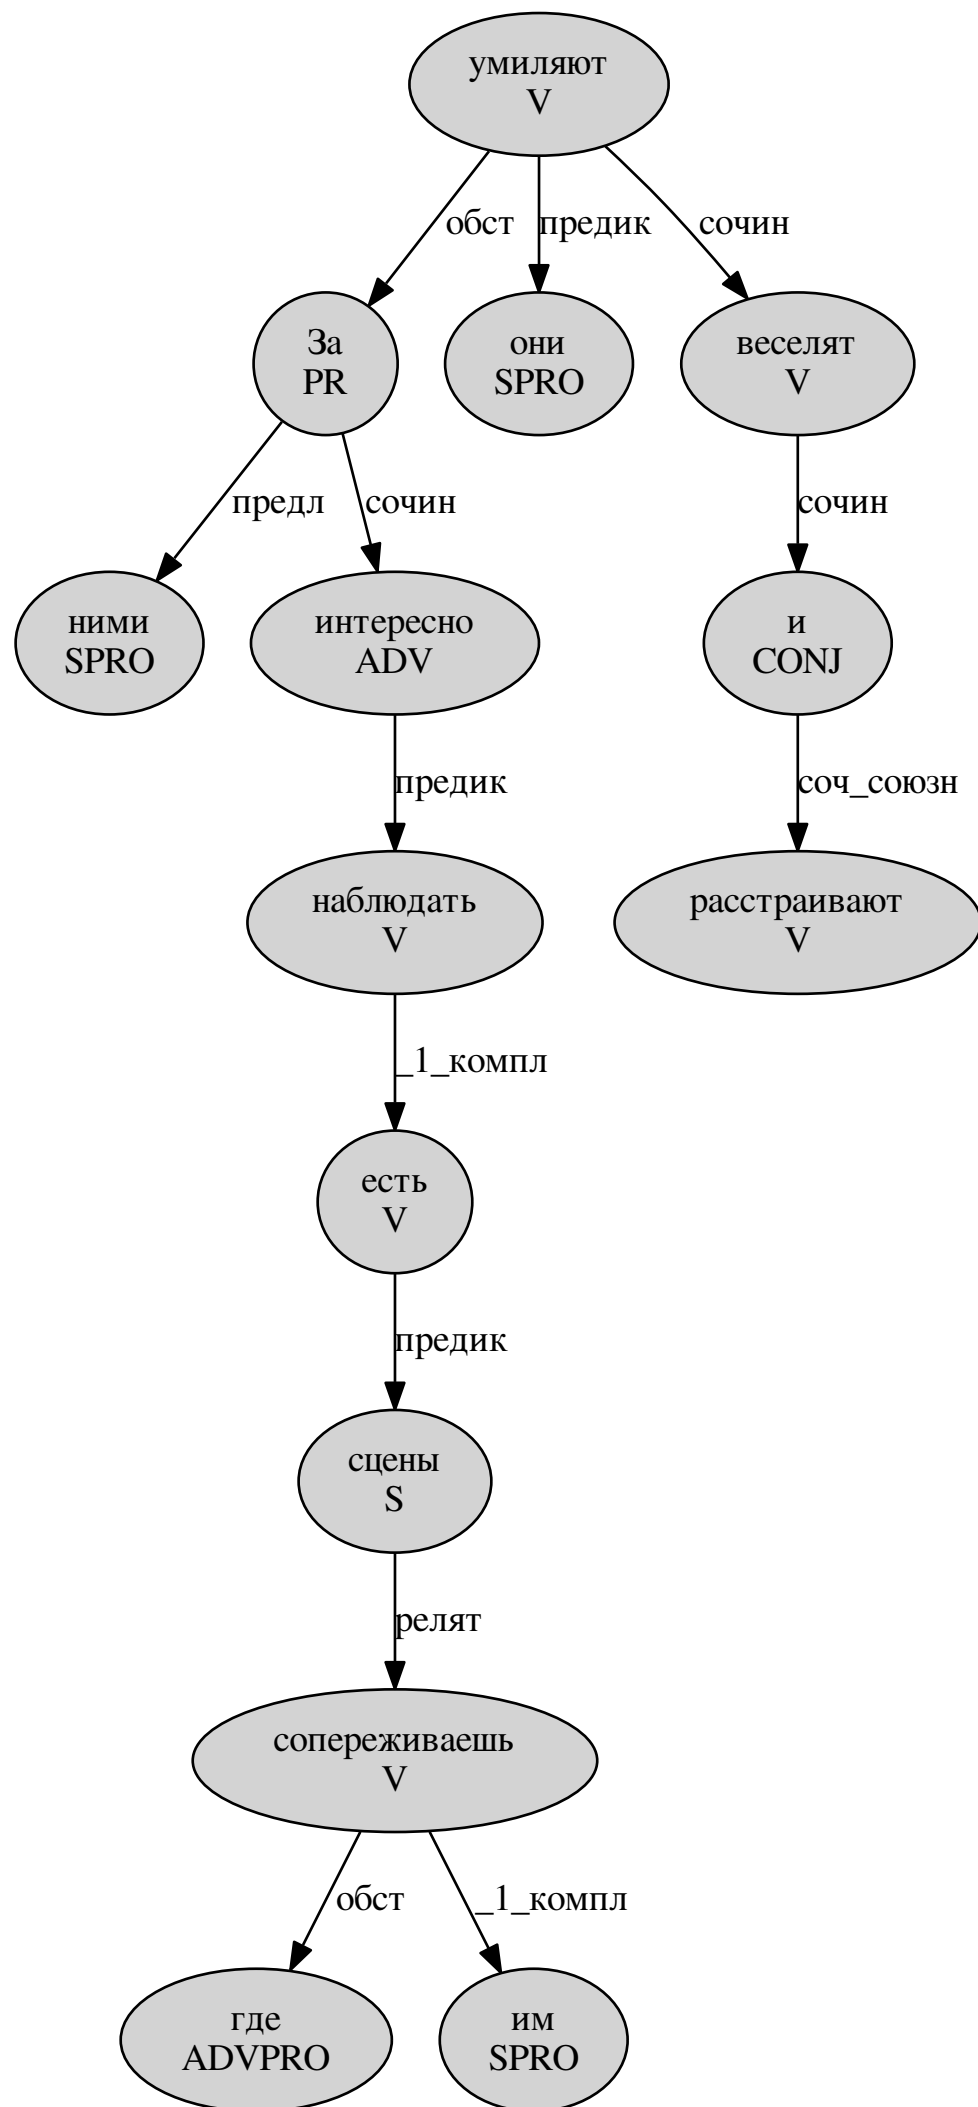 умиляют
V
обст
предик
сочин
За
PR
они
SPRO
веселят
V
предл
сочин
сочин
ними
SPRO
интересно
ADV
и
CONJ
предик
соч_союзн
наблюдать
V
расстраивают
V
_1_компл
есть
V
предик
сцены
S
релят
сопереживаешь
V
обст
_1_компл
где
ADVPRO
им
SPRO